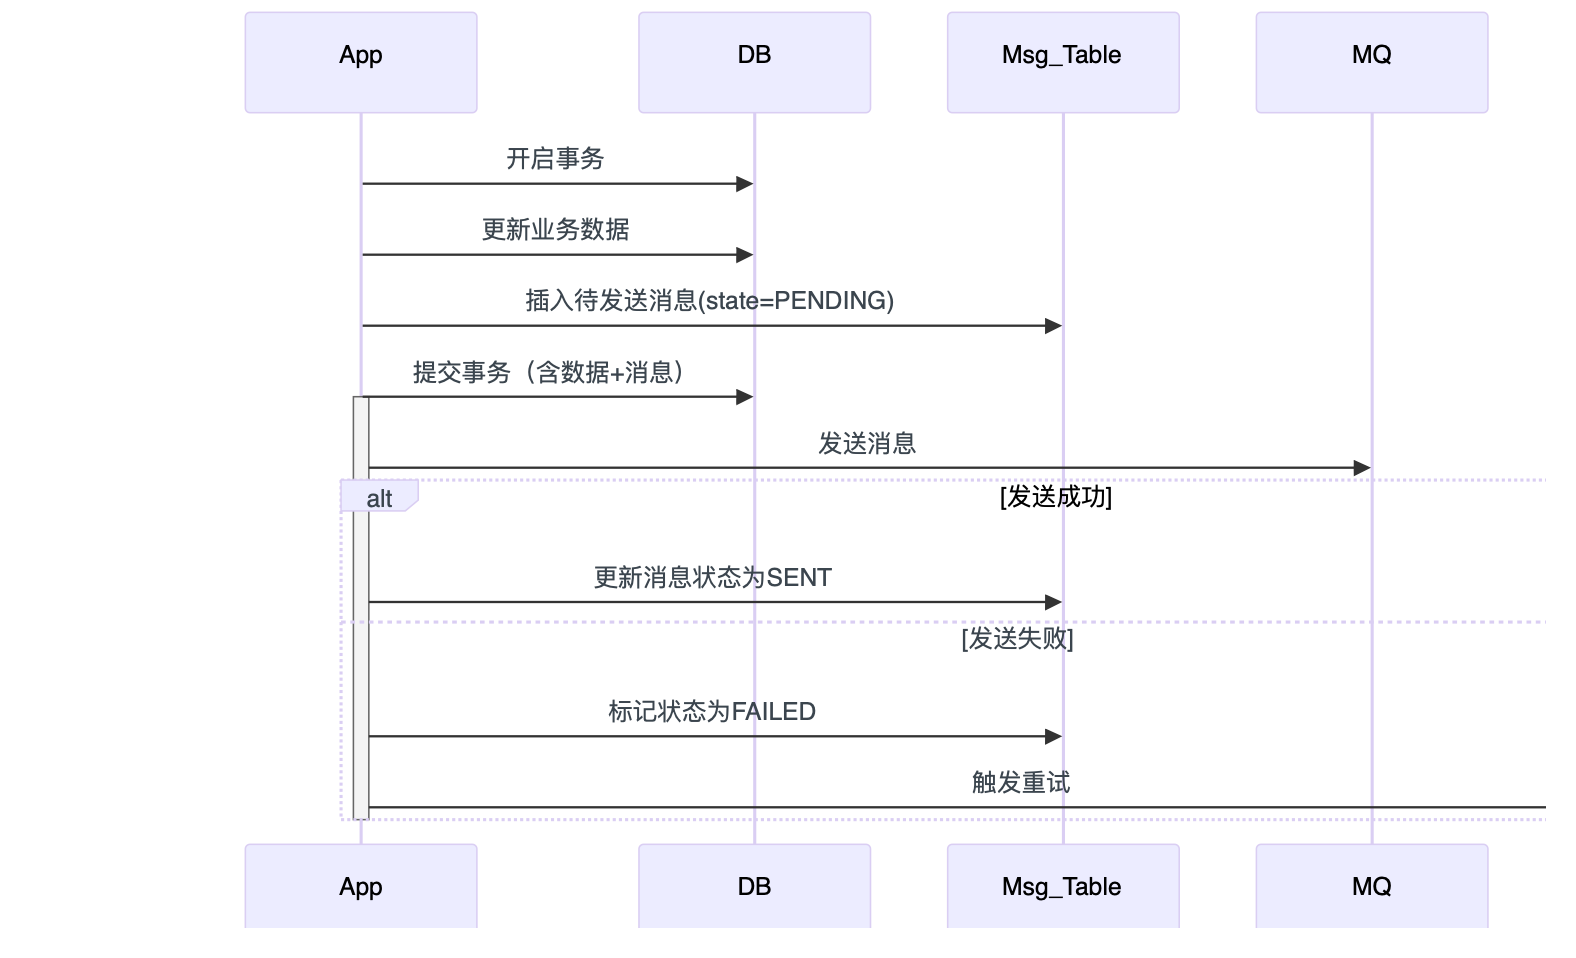 App
DB
Msg_Table
MQ
开启事务
更新业务数据
插入待发送消息(state=PENDING)
提交事务（含数据+消息）
发送消息
alt
[发送成功]
更新消息状态为SENT
[发送失败]
标记状态为FAILED
触发重试
App
DB
Msg_Table
MQ